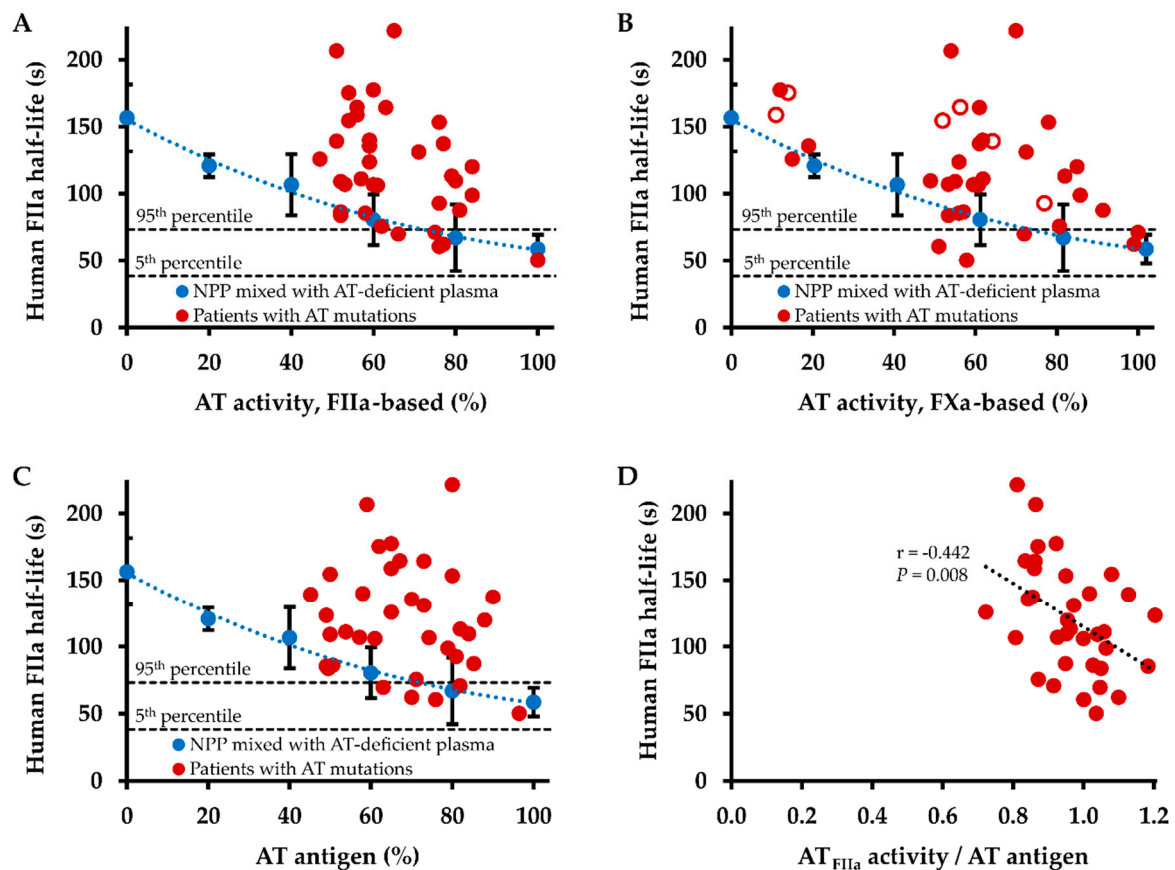 A
Human FIIa half-life (s)
200
150
100
50
0
95th percentile
5th percentile
NPP mixed with AT-deficient plasma
Patients with AT mutations
0 20 40 60 80 100
AT activity, FIIa-based (%)
B
Human FIIa half-life (s)
200
150
100
50
0
95th percentile
5th percentile
NPP mixed with AT-deficient plasma
Patients with AT mutations
0 20 40 60 80 100
AT activity, FXa-based (%)
C
Human FIIa half-life (s)
200
150
100
50
0
95th percentile
5th percentile
NPP mixed with AT-deficient plasma
Patients with AT mutations
0 20 40 60 80 100
AT antigen (%)
D
Human FIIa half-life (s)
200
150
100
50
0
r = -0.442
P = 0.008
0.0 0.2 0.4 0.6 0.8 1.0 1.2
ATFIIa activity / AT antigen